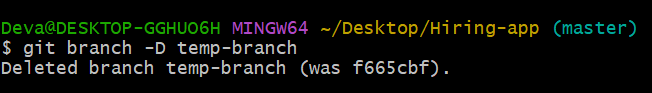 Deva@DESKTOP-GGHUO6H MINGW64 ~/Desktop/Hiring-app (master)
$ git branch -D temp-branch
Deleted branch temp-branch (was f665cbf).